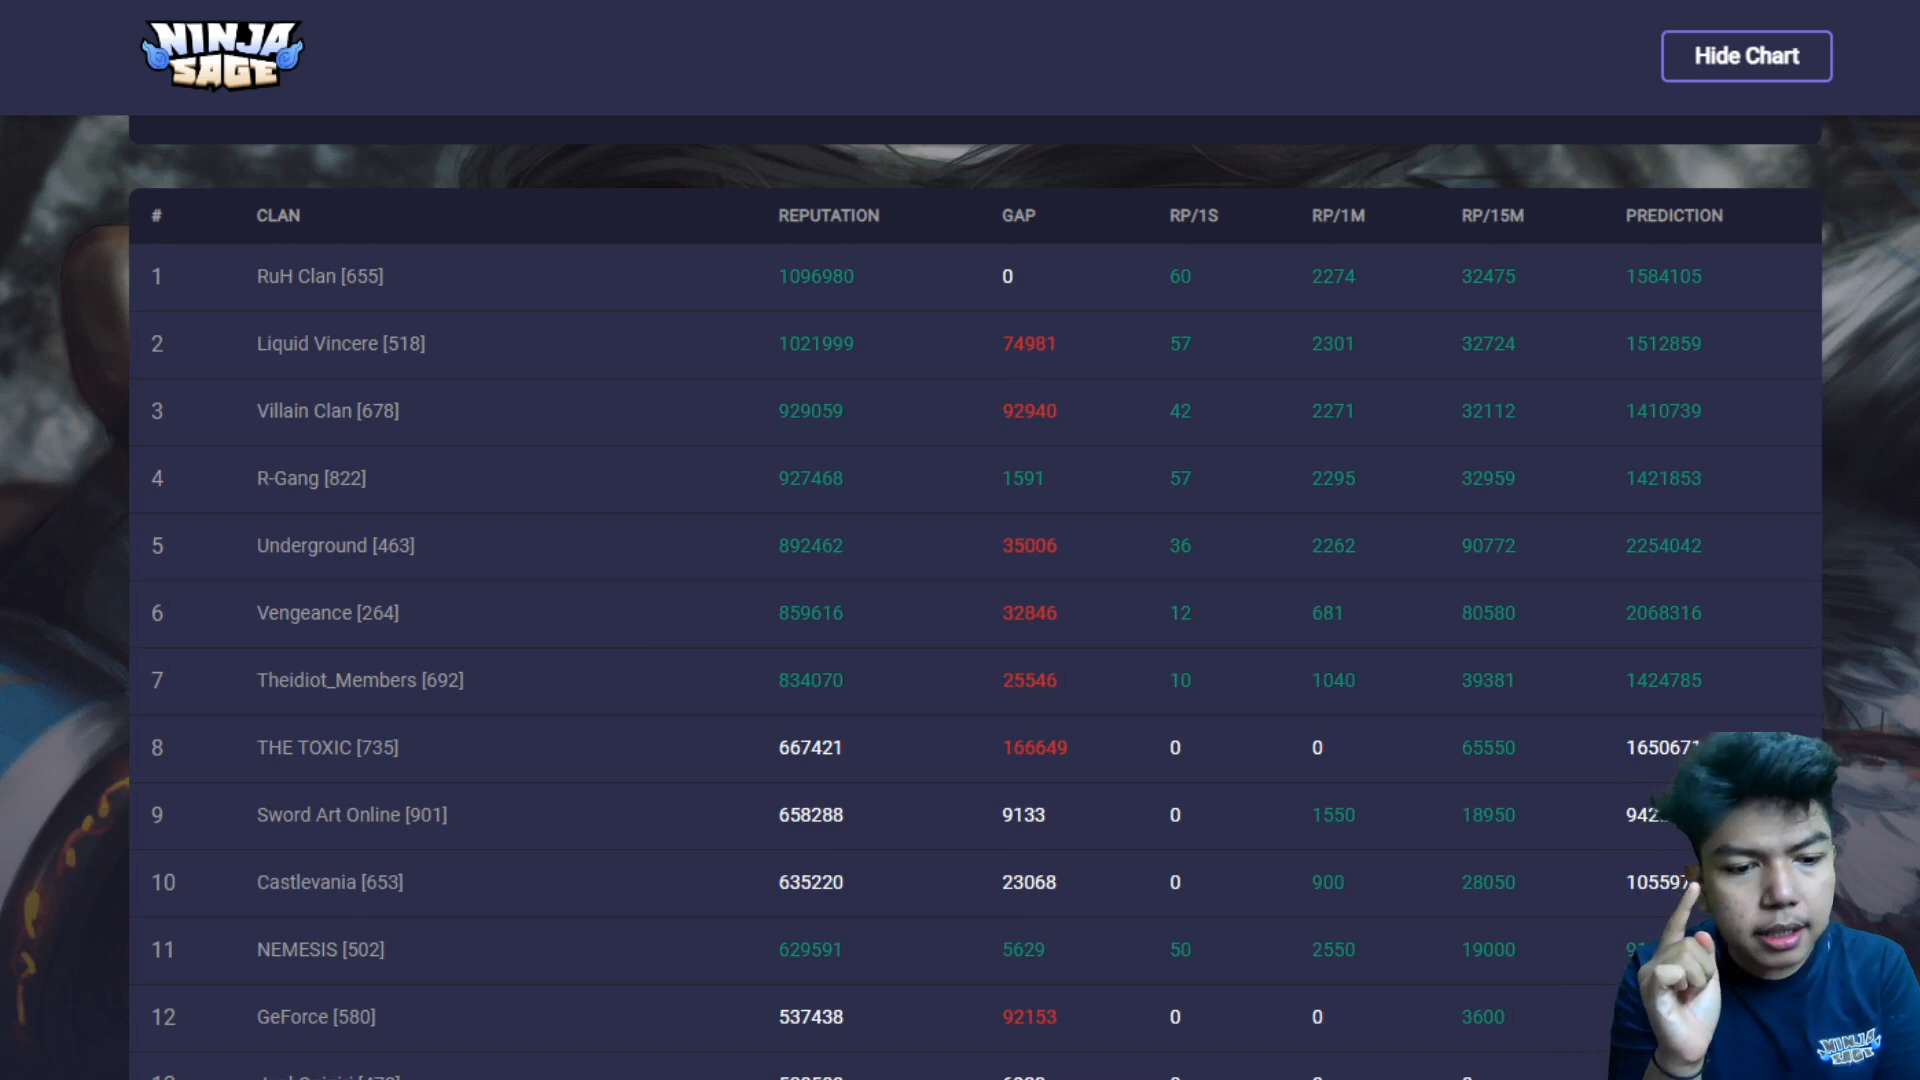 NINJA
SAGE
Hide Chart
# CLAN REPUTATION GAP RP/1S RP/1M RP/15M PREDICTION
1 RuH Clan [655] 1096980 0 60 2274 32475 1584105
2 Liquid Vincere [518] 1021999 74981 57 2301 32724 1512859
3 Villain Clan [678] 929059 92940 42 2271 32112 1410739
4 R-Gang [822] 927468 1591 57 2295 32959 1421853
5 Underground [463] 892462 35006 36 2262 90772 2254042
6 Vengeance [264] 859616 32846 12 681 80580 2068316
7 Theidiot_Members [692] 834070 25546 10 1040 39381 1424785
8 THE TOXIC [735] 667421 166649 0 0 65550 1650671
9 Sword Art Online [901] 658288 9133 0 1550 18950
10 Castlevania [653] 635220 23068 0 900 28050
11 NEMESIS [502] 629591 5629 50 2550 19000
12 GeForce [580] 537438 92153 0 0 3600
NINJA
SAGE